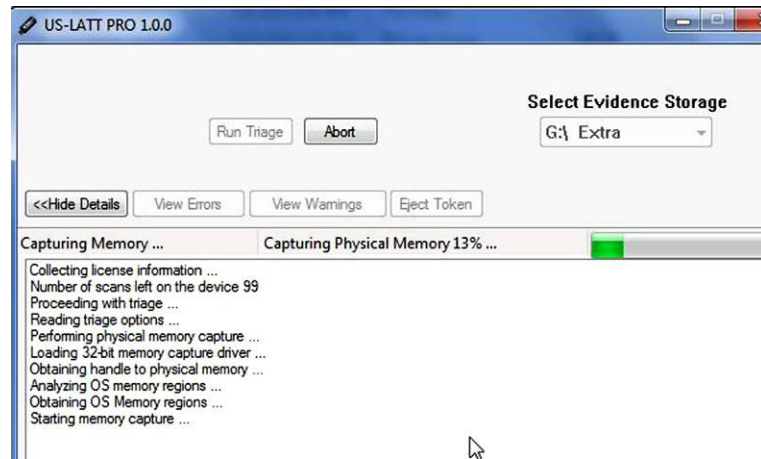 US-LATT PRO 1.0.0
Select Evidence Storage
Run Triage Abort G:\ Extra
<<Hide Details View Errors View Warnings Eject Token
Capturing Memory ... Capturing Physical Memory 13% ...
Collecting license information ...
Number of scans left on the device 99
Proceeding with triage ...
Reading triage options ...
Performing physical memory capture ...
Loading 32-bit memory capture driver ...
Obtaining handle to physical memory ...
Analyzing OS memory regions ...
Obtaining OS Memory regions ...
Starting memory capture ...